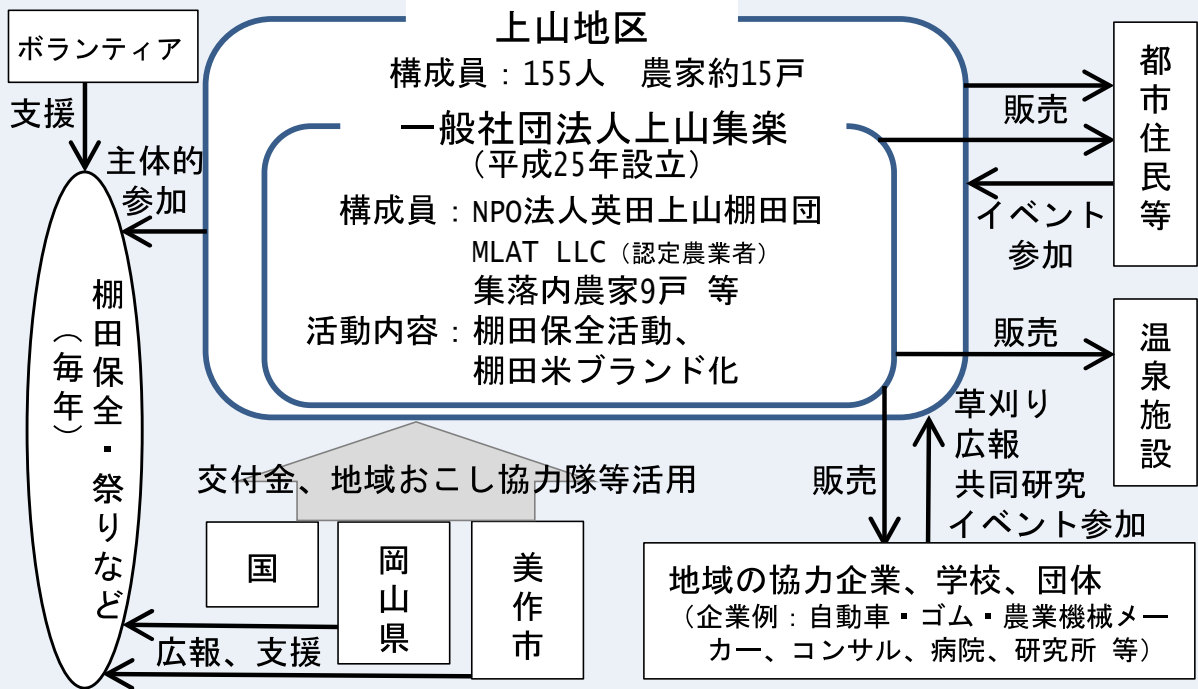 ボランティア
支援
上山地区
構成員：155人　農家約15戸
一般社団法人上山集楽
（平成25年設立）
構成員：NPO法人英田上山棚田団
MLAT LLC（認定農業者）
集落内農家9戸 等
活動内容：棚田保全活動、
棚田米ブランド化
主体的
参加
棚田保全・祭りなど
（毎年）
販売
イベント
参加
都市住民等
販売
温泉施設
交付金、地域おこし協力隊等活用
国
岡山県
美作市
広報、支援
販売
草刈り
広報
共同研究
イベント参加
地域の協力企業、学校、団体
（企業例：自動車・ゴム・農業機械メー
カー、コンサル、病院、研究所 等）